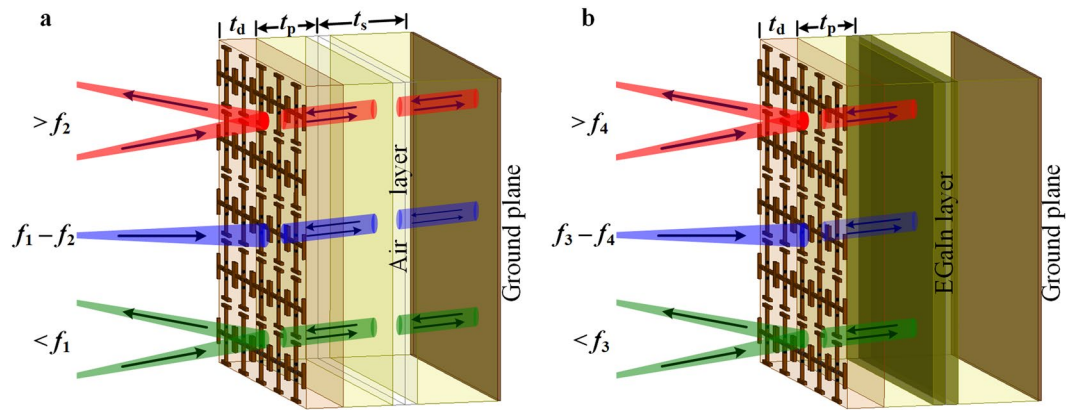 a
t_d t_p t_s
> f_2
f_1 – f_2
< f_1
Air layer
Ground plane
b
t_d t_p
> f_4
f_3 – f_4
< f_3
EGaIn layer
Ground plane